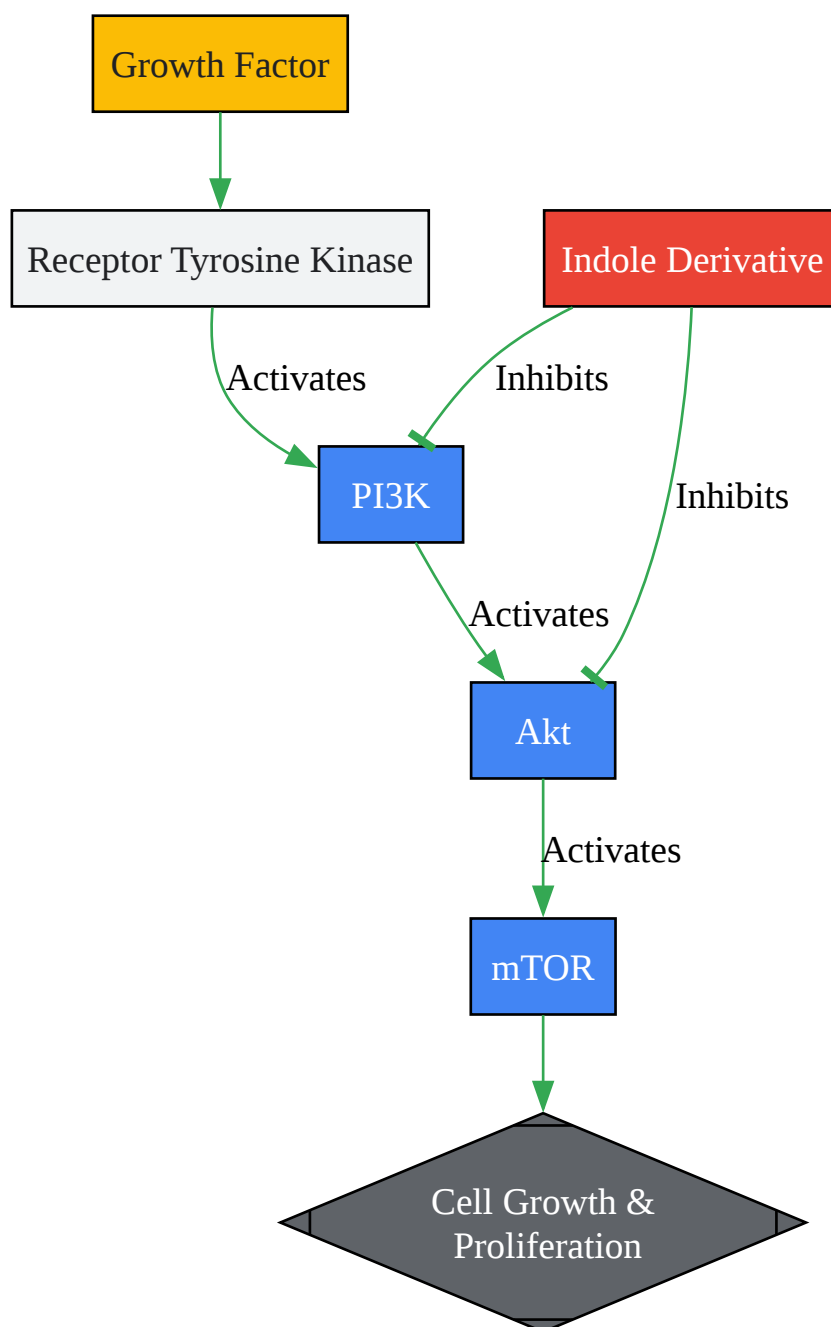 Growth Factor
Receptor Tyrosine Kinase
Indole Derivative
Activates
Inhibits
PI3K
Inhibits
Activates
Akt
Activates
mTOR
Cell Growth &
Proliferation